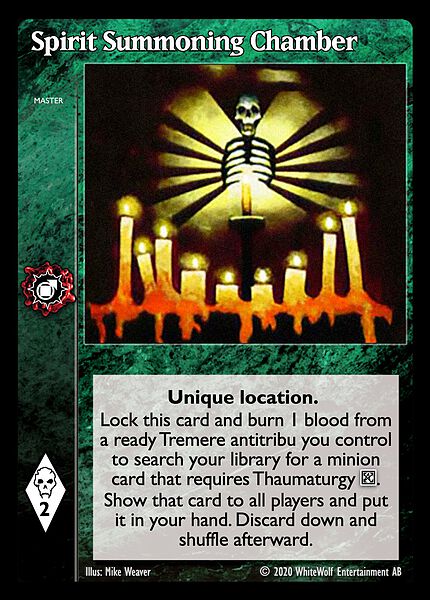 Spirit Summoning Chamber
MASTER
Unique location.
Lock this card and burn 1 blood from
a ready Tremere antitribu you control
to search your library for a minion
card that requires Thaumaturgy .
Show that card to all players and put
it in your hand. Discard down and
shuffle afterward.
2
Illus: Mike Weaver
© 2020 WhiteWolf Entertainment AB